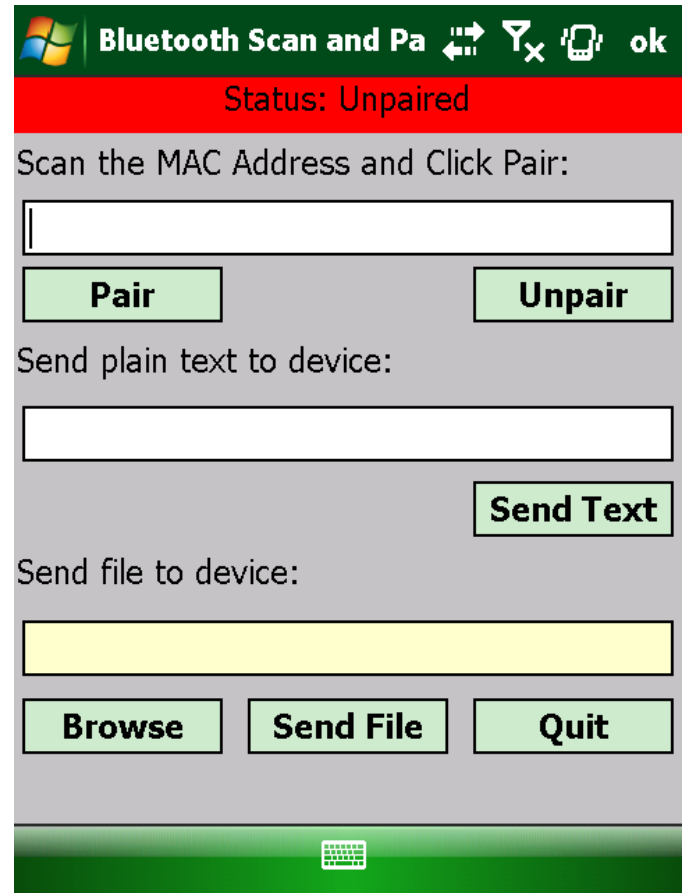 Bluetooth Scan and Pa ok
Status: Unpaired
Scan the MAC Address and Click Pair:
Pair Unpair
Send plain text to device:
Send Text
Send file to device:
Browse Send File Quit